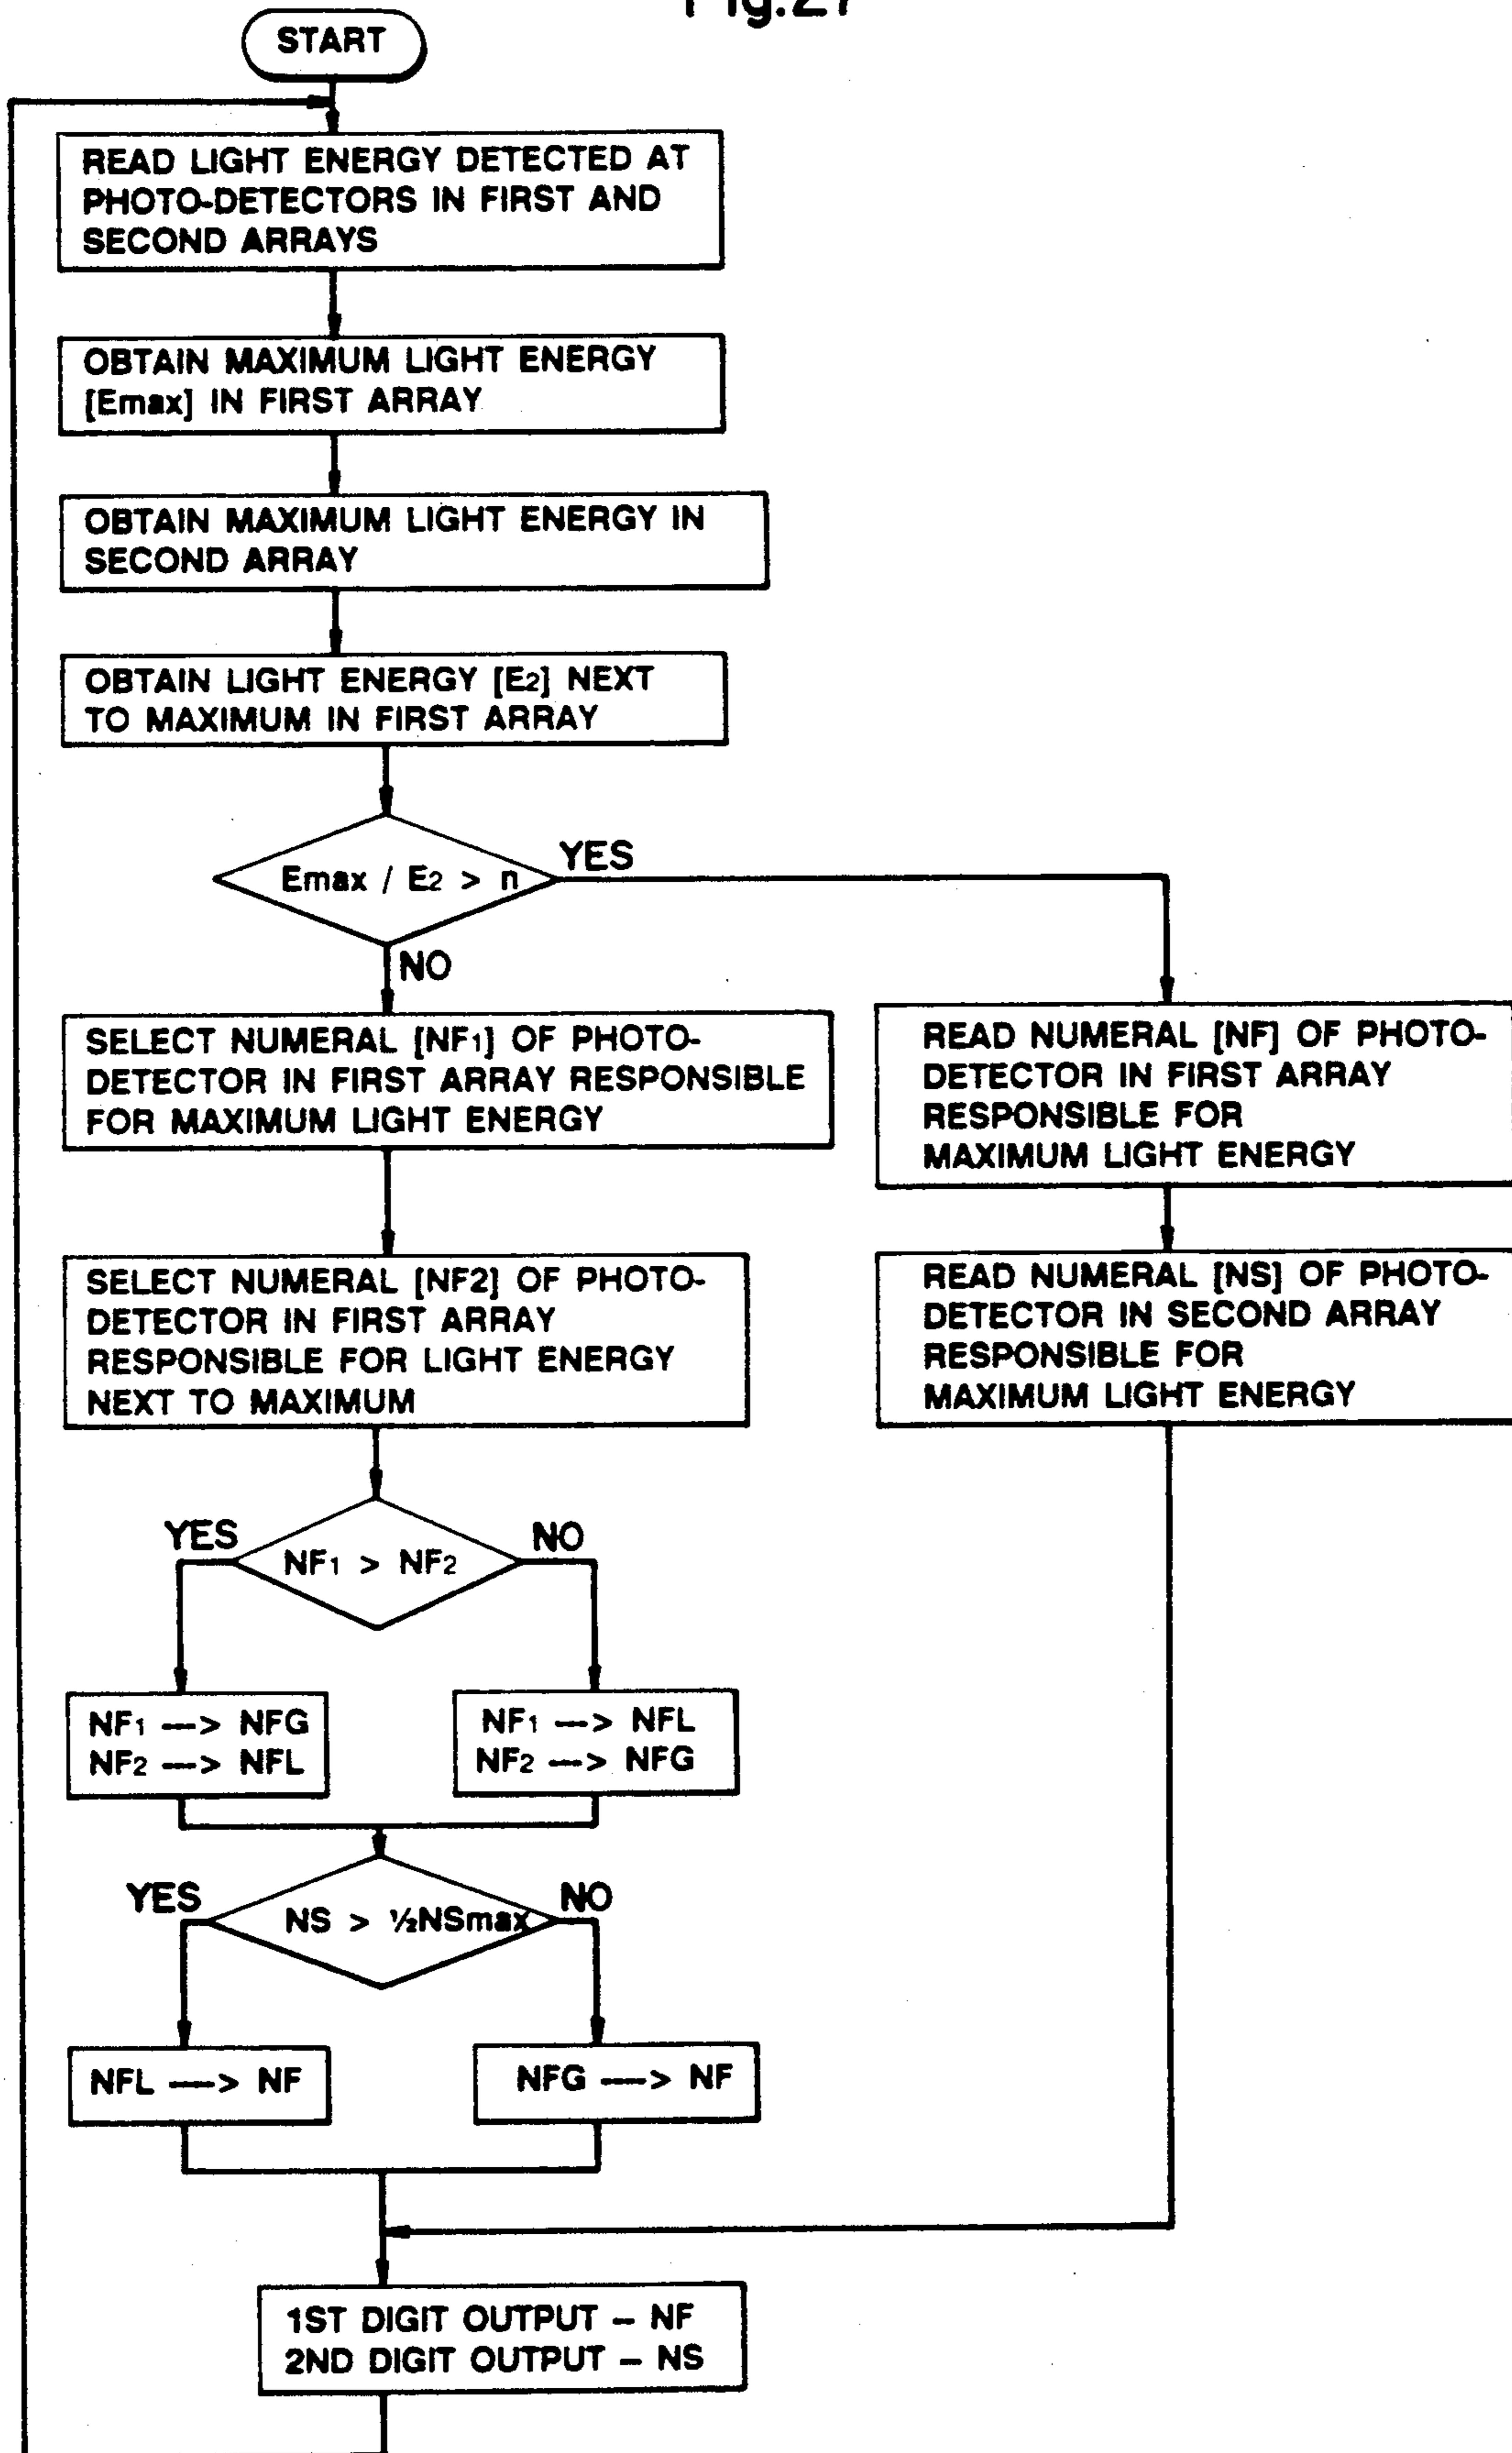 Fig.27
START
READ LIGHT ENERGY DETECTED AT
PHOTO-DETECTORS IN FIRST AND
SECOND ARRAYS
OBTAIN MAXIMUM LIGHT ENERGY
[Emax] IN FIRST ARRAY
OBTAIN MAXIMUM LIGHT ENERGY IN
SECOND ARRAY
OBTAIN LIGHT ENERGY [E2] NEXT
TO MAXIMUM IN FIRST ARRAY
Emax / E2 > n
YES
NO
SELECT NUMERAL [NF1] OF PHOTO-
DETECTOR IN FIRST ARRAY RESPONSIBLE
FOR MAXIMUM LIGHT ENERGY
READ NUMERAL [NF] OF PHOTO-
DETECTOR IN FIRST ARRAY
RESPONSIBLE FOR
MAXIMUM LIGHT ENERGY
SELECT NUMERAL [NF2] OF PHOTO-
DETECTOR IN FIRST ARRAY
RESPONSIBLE FOR LIGHT ENERGY
NEXT TO MAXIMUM
READ NUMERAL [NS] OF PHOTO-
DETECTOR IN SECOND ARRAY
RESPONSIBLE FOR
MAXIMUM LIGHT ENERGY
YES
NF1 > NF2
NO
NF1 —> NFG
NF2 —> NFL
NF1 —> NFL
NF2 —> NFG
YES
NS > ½NSmax
NO
NFL —> NF
NFG —> NF
1ST DIGIT OUTPUT – NF
2ND DIGIT OUTPUT – NS